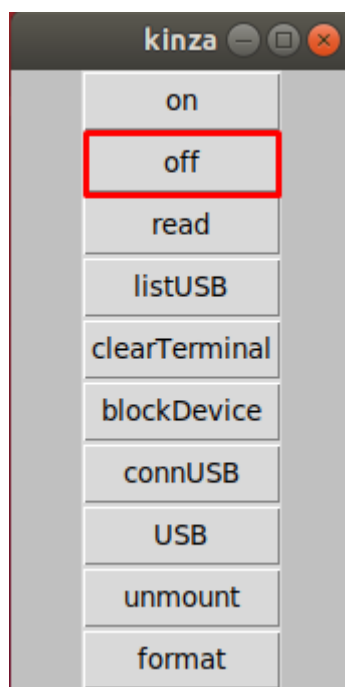 kinza
on
off
read
listUSB
clearTerminal
blockDevice
connUSB
USB
unmount
format